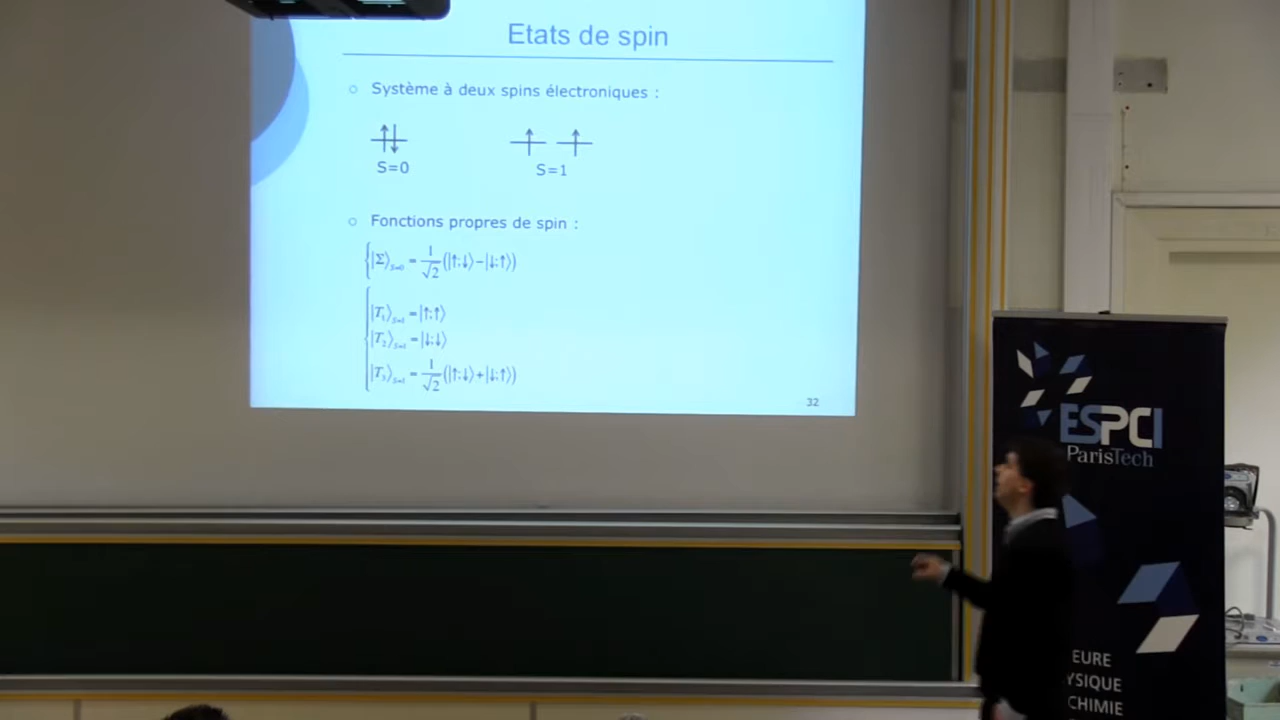 Etats de spin
Système à deux spins électroniques :
S=0 S=1
Fonctions propres de spin :
|Σ⟩S=0 = 1/√2 (|↑;↓⟩−|↓;↑⟩)
|T1⟩S=1 = |↑;↑⟩
|T2⟩S=1 = |↓;↓⟩
|T3⟩S=1 = 1/√2 (|↑;↓⟩+|↓;↑⟩)
32
ESPCI
ParisTech
EURE
YSIQUE
CHIMIE